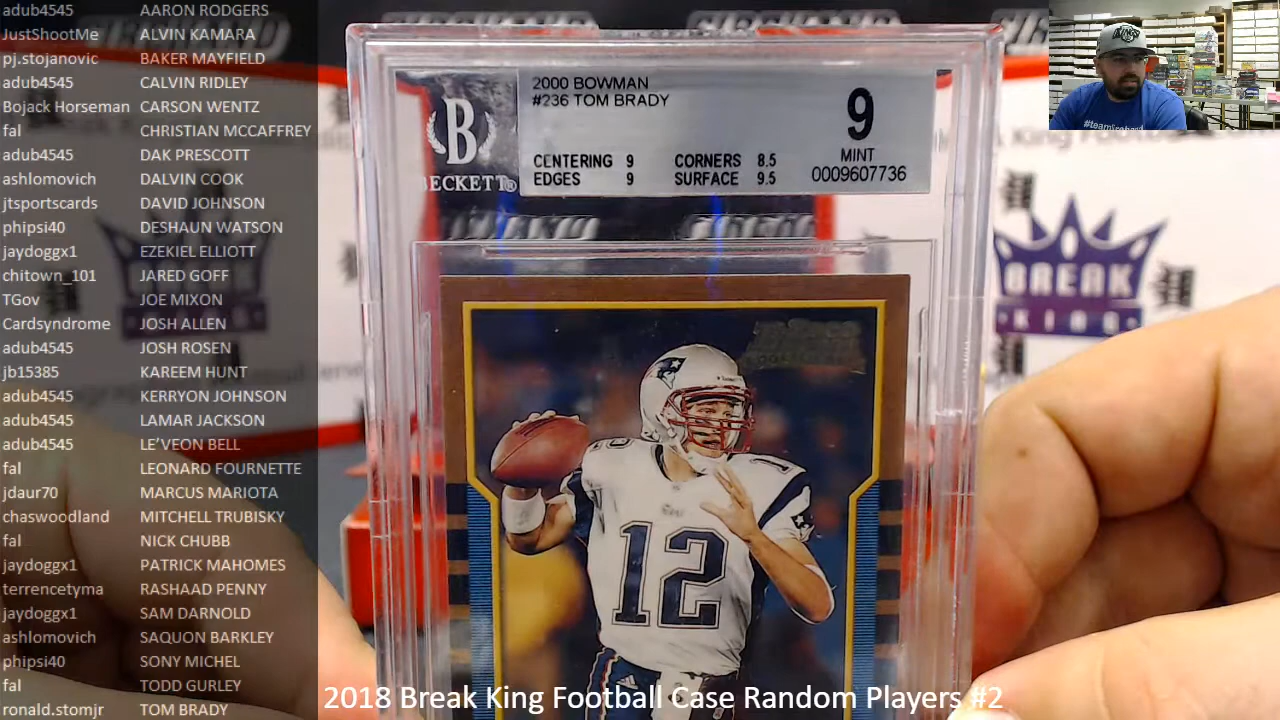 adub4545 AARON RODGERS
JustShootMe ALVIN KAMARA
pj.stojanovic BAKER MAYFIELD
adub4545 CALVIN RIDLEY
Bojack Horseman CARSON WENTZ
fal CHRISTIAN MCCAFFREY
adub4545 DAK PRESCOTT
ashlomovich DALVIN COOK
jtsportscards DAVID JOHNSON
phipsi40 DESHAUN WATSON
jaydoggx1 EZEKIEL ELLIOTT
chitown_101 JARED GOFF
TGov JOE MIXON
Cardsyndrome JOSH ALLEN
adub4545 JOSH ROSEN
jb15385 KAREEM HUNT
adub4545 KERRYON JOHNSON
adub4545 LAMAR JACKSON
adub4545 LE'VEON BELL
fal LEONARD FOURNETTE
jdaur70 MARCUS MARIOTA
chaswoodland MITCHELL TRUBISKY
fal NICK CHUBB
jaydoggx1 PATRICK MAHOMES
terrencetyma RASHAAD PENNY
jaydoggx1 SAM DARNOLD
ashlomovich SAQUON BARKLEY
phipsi40 SONY MICHEL
fal TODD GURLEY
ronald.stomjr TOM BRADY
B
BECKETT®
2000 BOWMAN
#236 TOM BRADY
CENTERING 9 CORNERS 8.5
EDGES 9 SURFACE 9.5
9
MINT
0009607736
12
KINGS
BREAK
KING
2018 Break King Football Case Random Players #2